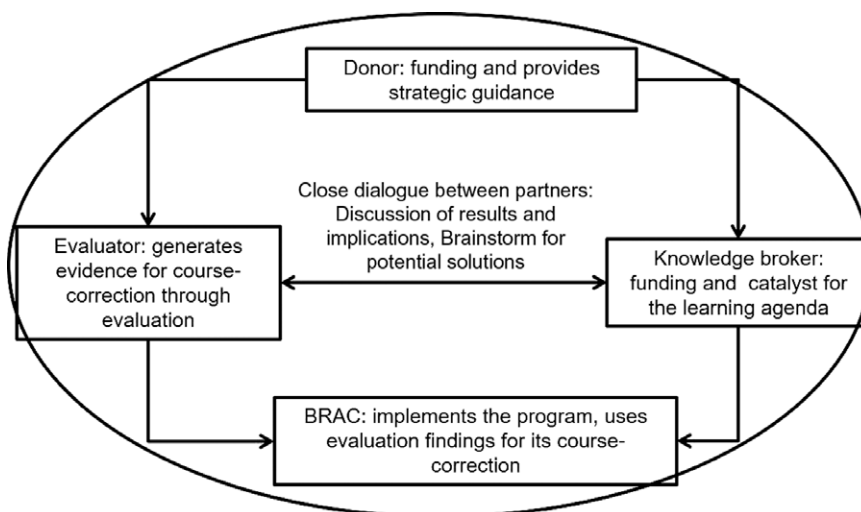 Donor: funding and provides
strategic guidance
Close dialogue between partners:
Discussion of results and
implications, Brainstorm for
potential solutions
Evaluator: generates
evidence for course-
correction through
evaluation
Knowledge broker:
funding and catalyst for
the learning agenda
BRAC: implements the program, uses
evaluation findings for its course-
correction